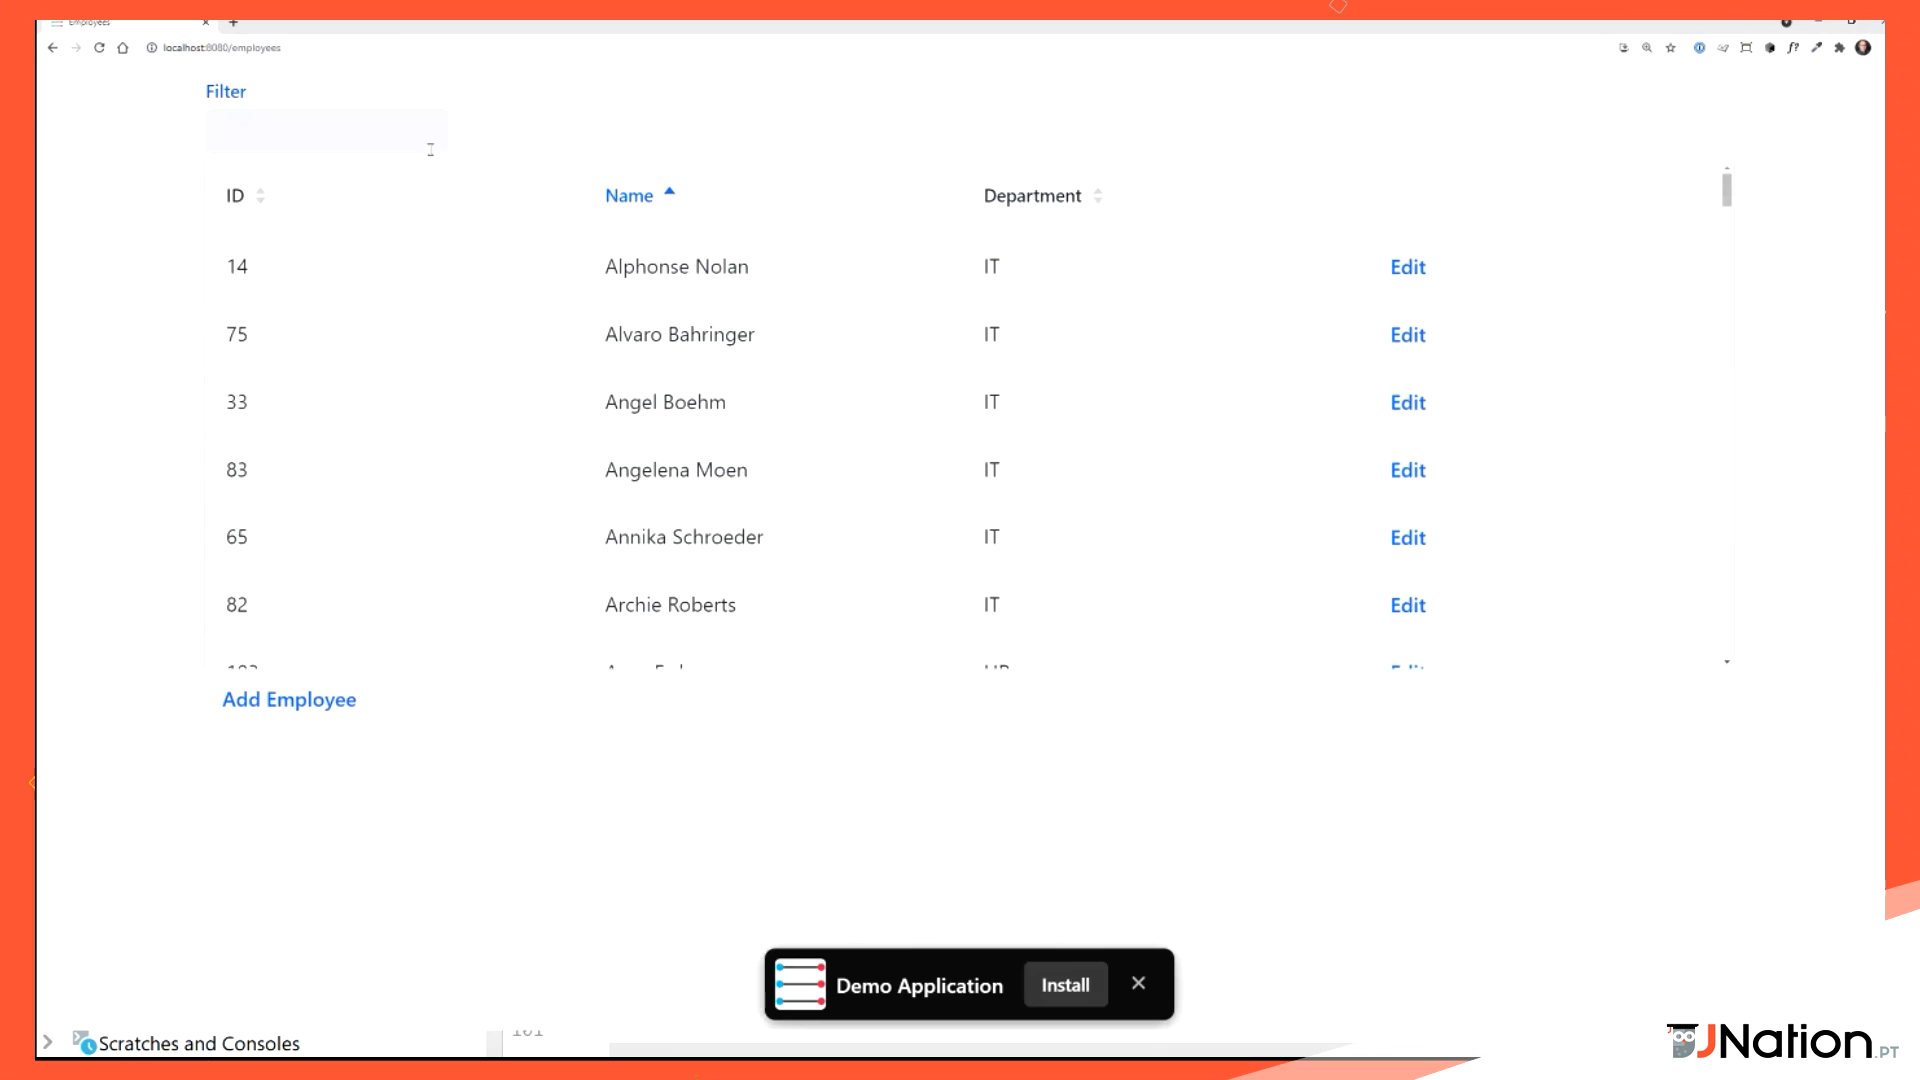 Employees
localhost:8080/employees
Filter
ID Name Department
14 Alphonse Nolan IT Edit
75 Alvaro Bahringer IT Edit
33 Angel Boehm IT Edit
83 Angelena Moen IT Edit
65 Annika Schroeder IT Edit
82 Archie Roberts IT Edit
Add Employee
Demo Application Install
Scratches and Consoles
JNation.PT